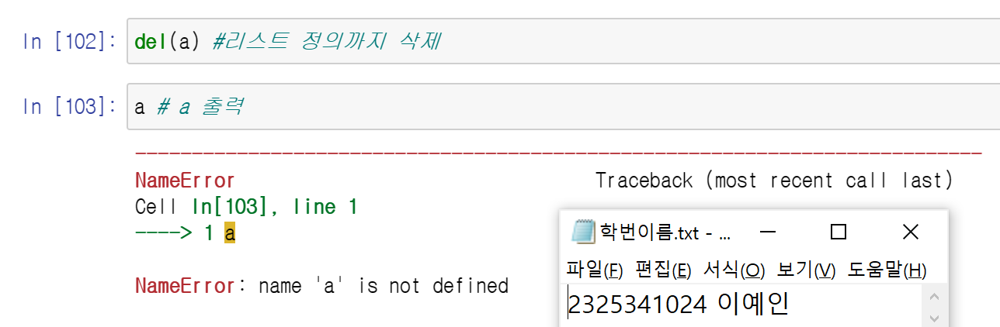 In [102]: del(a) #리스트 정의까지 삭제
In [103]: a # a 출력
---------------------------------------------------------------------------
NameError Traceback (most recent call last)
Cell In[103], line 1
----> 1 a
NameError: name 'a' is not defined
학번이름.txt - ...
파일(F) 편집(E) 서식(O) 보기(V) 도움말(H)
2325341024 이예인